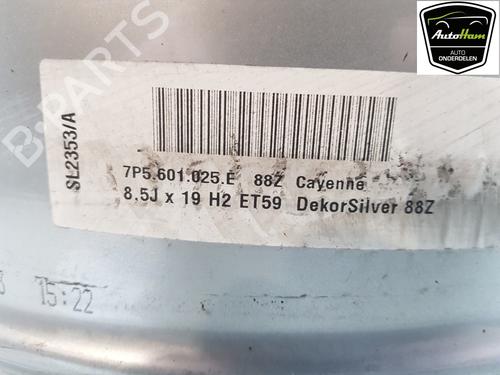 AutoHam
AUTO
ONDERDELEN
B-PARTS
SL2353/A
7P5.601.025.E 88Z Cayenne
8.5J x 19 H2 ET59 DekorSilver 88Z
15:22